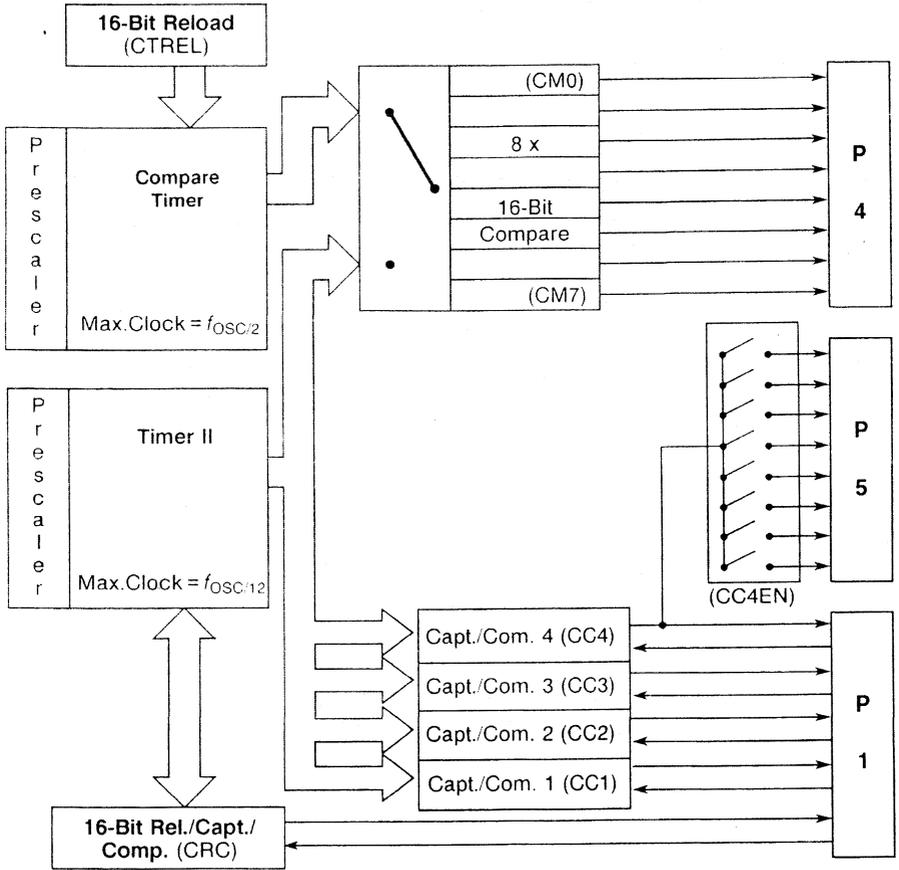 16-Bit Reload
(CTREL)
Prescaler
Compare
Timer
Max.Clock = fOSC/2
(CM0)
8 x
16-Bit
Compare
(CM7)
P
4
Prescaler
Timer II
Max.Clock = fOSC/12
P
5
(CC4EN)
Capt./Com. 4 (CC4)
Capt./Com. 3 (CC3)
Capt./Com. 2 (CC2)
Capt./Com. 1 (CC1)
P
1
16-Bit Rel./Capt./
Comp. (CRC)